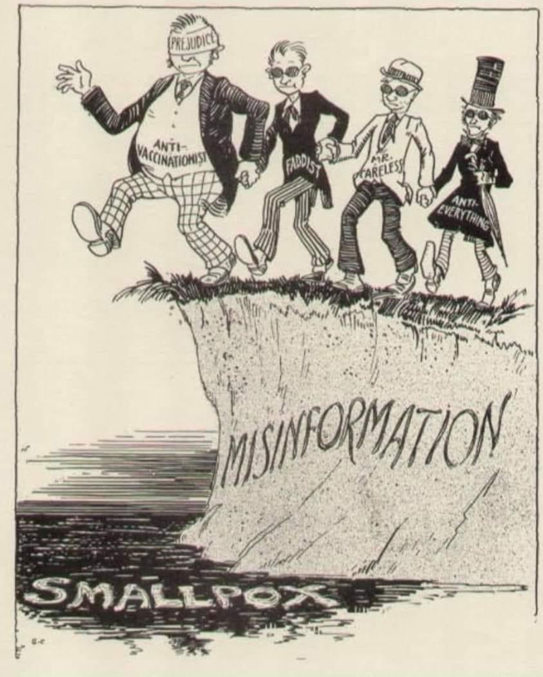 PREJUDICE
ANTI-
VACCINATIONIST
FADDIST
MR.
CARELESS
ANTI-
EVERYTHING
MISINFORMATION
SMALLPOX